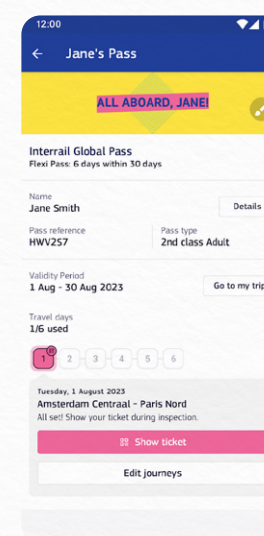 12:00
Jane's Pass
ALL ABOARD, JANE!
Interrail Global Pass
Flexi Pass: 6 days within 30 days
Name
Jane Smith
Details
Pass reference
HWV2S7
Pass type
2nd class Adult
Validity Period
1 Aug - 30 Aug 2023
Go to my trip
Travel days
1/6 used
1 2 3 4 5 6
Tuesday, 1 August 2023
Amsterdam Centraal - Paris Nord
All set! Show your ticket during inspection.
Show ticket
Edit journeys